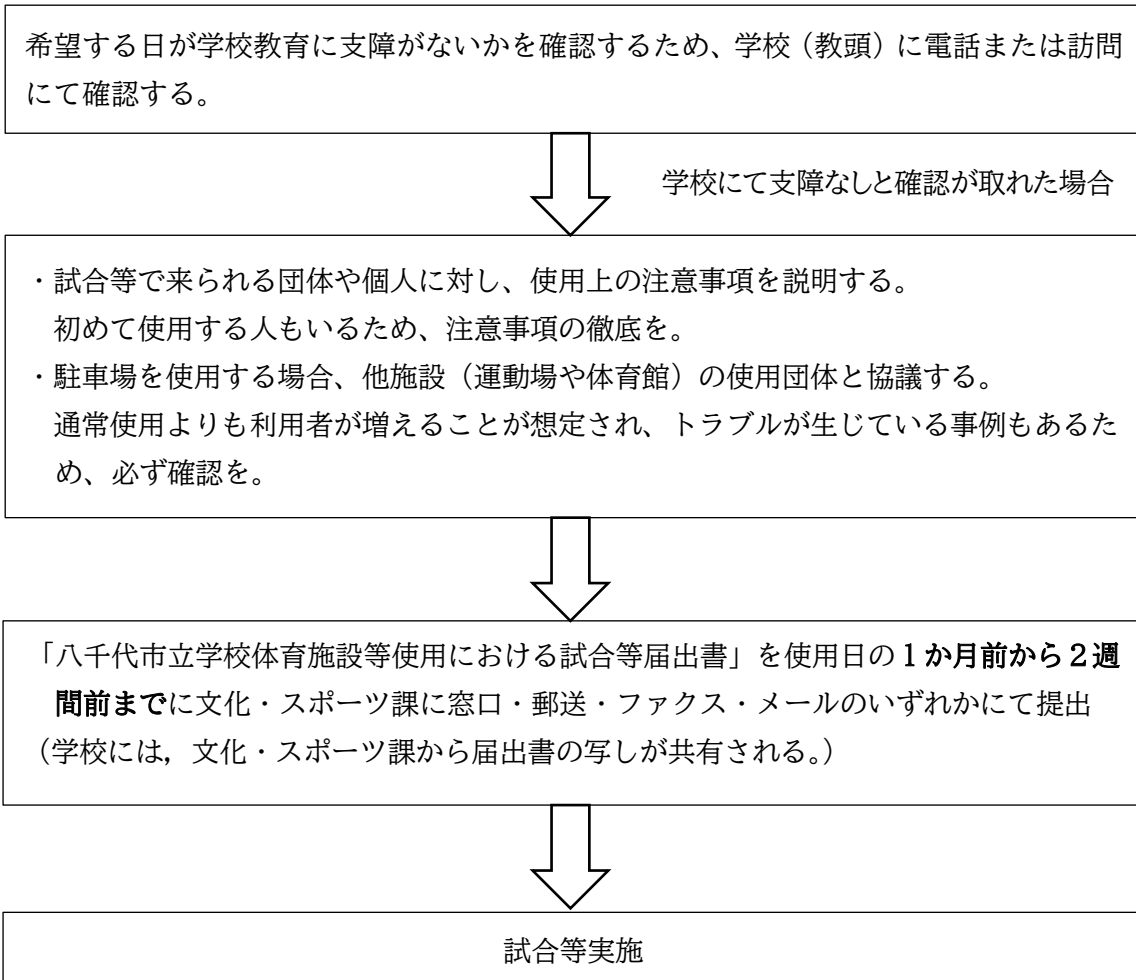 希望する日が学校教育に支障がないかを確認するため、学校（教頭）に電話または訪問
にて確認する。
学校にて支障なしと確認が取れた場合
・試合等で来られる団体や個人に対し、使用上の注意事項を説明する。
初めて使用する人もいるため、注意事項の徹底を。
・駐車場を使用する場合、他施設（運動場や体育館）の使用団体と協議する。
通常使用よりも利用者が増えることが想定され、トラブルが生じている事例もあるた
め、必ず確認を。
「八千代市立学校体育施設等使用における試合等届出書」を使用日の１か月前から２週
間前までに文化・スポーツ課に窓口・郵送・ファクス・メールのいずれかにて提出
（学校には，文化・スポーツ課から届出書の写しが共有される。）
試合等実施